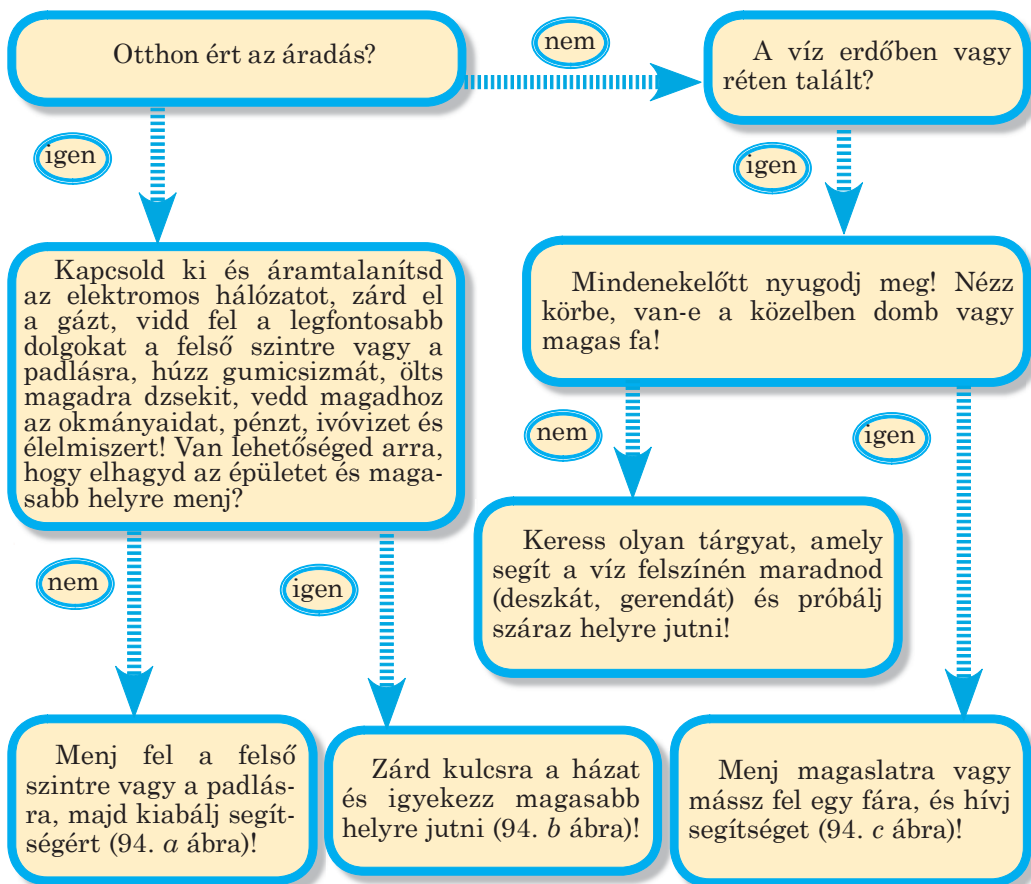 Otthon ért az áradás?
nem
A víz erdőben vagy
réten talált?
igen
igen
Kapcsold ki és áramtalanítsd
az elektromos hálózatot, zárd el
a gázt, vidd fel a legfontosabb
dolgokat a felső szintre vagy a
padlásra, húzz gumicsizmát, ölts
magadra dzsekit, vedd magadhoz
az okmányaidat, pénzt, ivóvizet és
élelmiszert! Van lehetőséged arra,
hogy elhagyd az épületet és maga-
sabb helyre menj?
Mindenekelőtt nyugodj meg! Nézz
körbe, van-e a közelben domb vagy
magas fa!
nem
igen
Keress olyan tárgyat, amely
segít a víz felszínén maradnod
(deszkát, gerendát) és próbálj
száraz helyre jutni!
nem
igen
Menj fel a felső
szintre vagy a padlás-
ra, majd kiabálj segít-
ségért (94. a ábra)!
Zárd kulcsra a házat
és igyekezz magasabb
helyre jutni (94. b ábra)!
Menj magaslatra vagy
mássz fel egy fára, és hívj
segítséget (94. c ábra)!